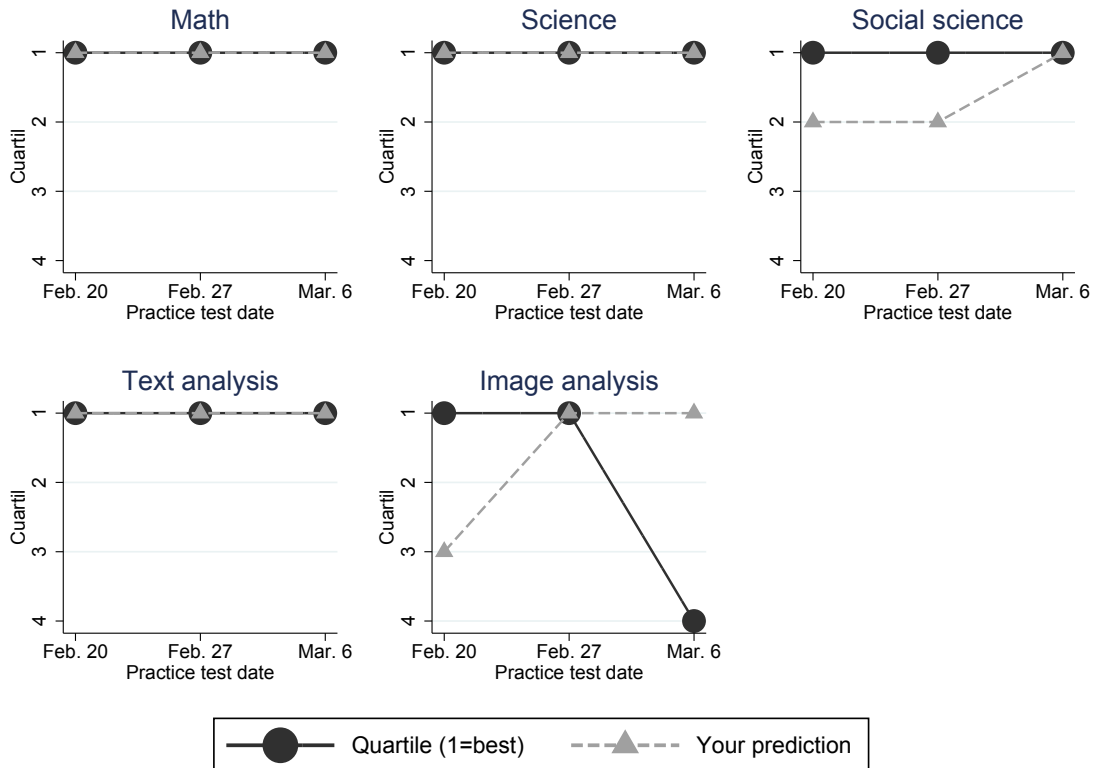 Math
Science
Social science
Cuartil
1
2
3
4
Feb. 20 Feb. 27 Mar. 6
Practice test date
Cuartil
1
2
3
4
Feb. 20 Feb. 27 Mar. 6
Practice test date
Cuartil
1
2
3
4
Feb. 20 Feb. 27 Mar. 6
Practice test date
Text analysis
Image analysis
Cuartil
1
2
3
4
Feb. 20 Feb. 27 Mar. 6
Practice test date
Cuartil
1
2
3
4
Feb. 20 Feb. 27 Mar. 6
Practice test date
Quartile (1=best) Your prediction